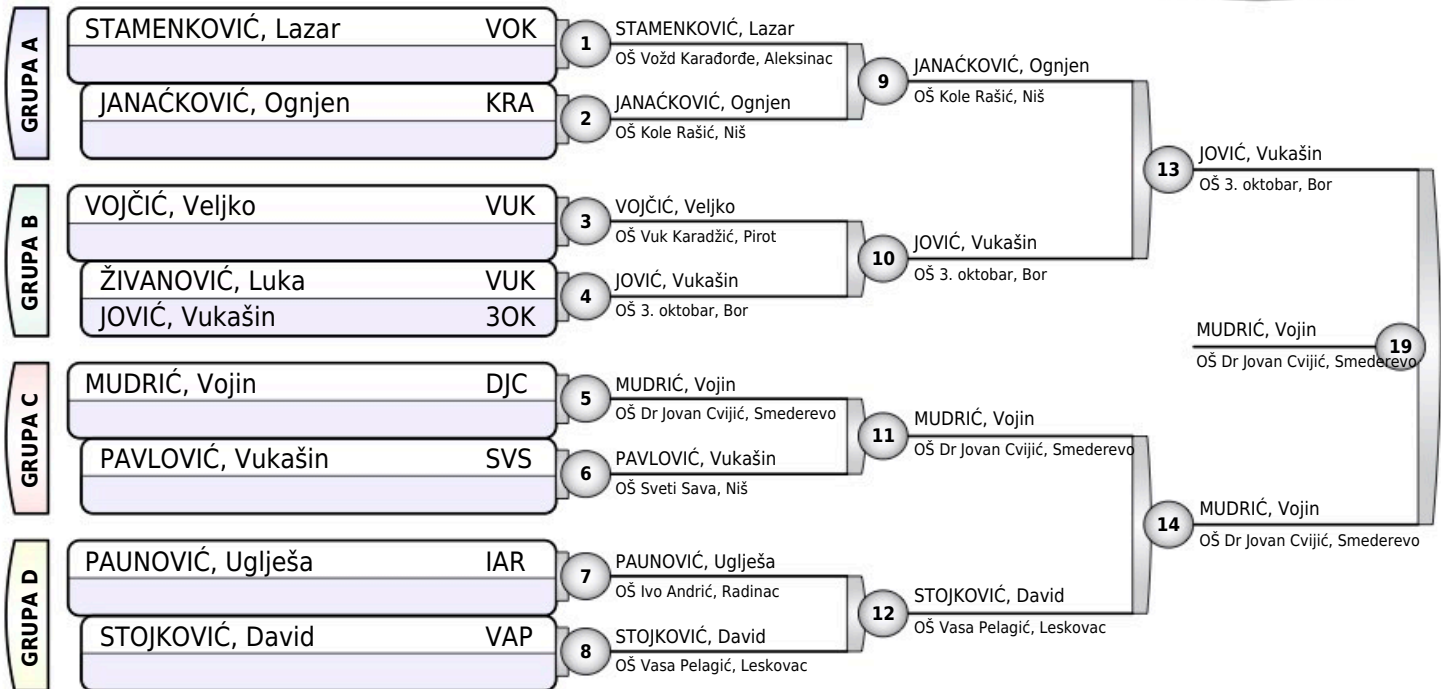 GRUPA A
STAMENKOVIĆ, Lazar VOK
JANAĆKOVIĆ, Ognjen KRA
GRUPA B
VOJČIĆ, Veljko VUK
ŽIVANOVIĆ, Luka VUK
JOVIĆ, Vukašin 3OK
GRUPA C
MUDRIĆ, Vojin DJC
PAVLOVIĆ, Vukašin SVS
GRUPA D
PAUNOVIĆ, Uglješa IAR
STOJKOVIĆ, David VAP
1
STAMENKOVIĆ, Lazar
OŠ Vožd Karađorđe, Aleksinac
2
JANAĆKOVIĆ, Ognjen
OŠ Kole Rašić, Niš
3
VOJČIĆ, Veljko
OŠ Vuk Karadžić, Pirot
4
JOVIĆ, Vukašin
OŠ 3. oktobar, Bor
5
MUDRIĆ, Vojin
OŠ Dr Jovan Cvijić, Smederevo
6
PAVLOVIĆ, Vukašin
OŠ Sveti Sava, Niš
7
PAUNOVIĆ, Uglješa
OŠ Ivo Andrić, Radinac
8
STOJKOVIĆ, David
OŠ Vasa Pelagić, Leskovac
9
JANAĆKOVIĆ, Ognjen
OŠ Kole Rašić, Niš
10
JOVIĆ, Vukašin
OŠ 3. oktobar, Bor
11
MUDRIĆ, Vojin
OŠ Dr Jovan Cvijić, Smederevo
12
STOJKOVIĆ, David
OŠ Vasa Pelagić, Leskovac
13
JOVIĆ, Vukašin
OŠ 3. oktobar, Bor
14
MUDRIĆ, Vojin
OŠ Dr Jovan Cvijić, Smederevo
19
MUDRIĆ, Vojin
OŠ Dr Jovan Cvijić, Smederevo